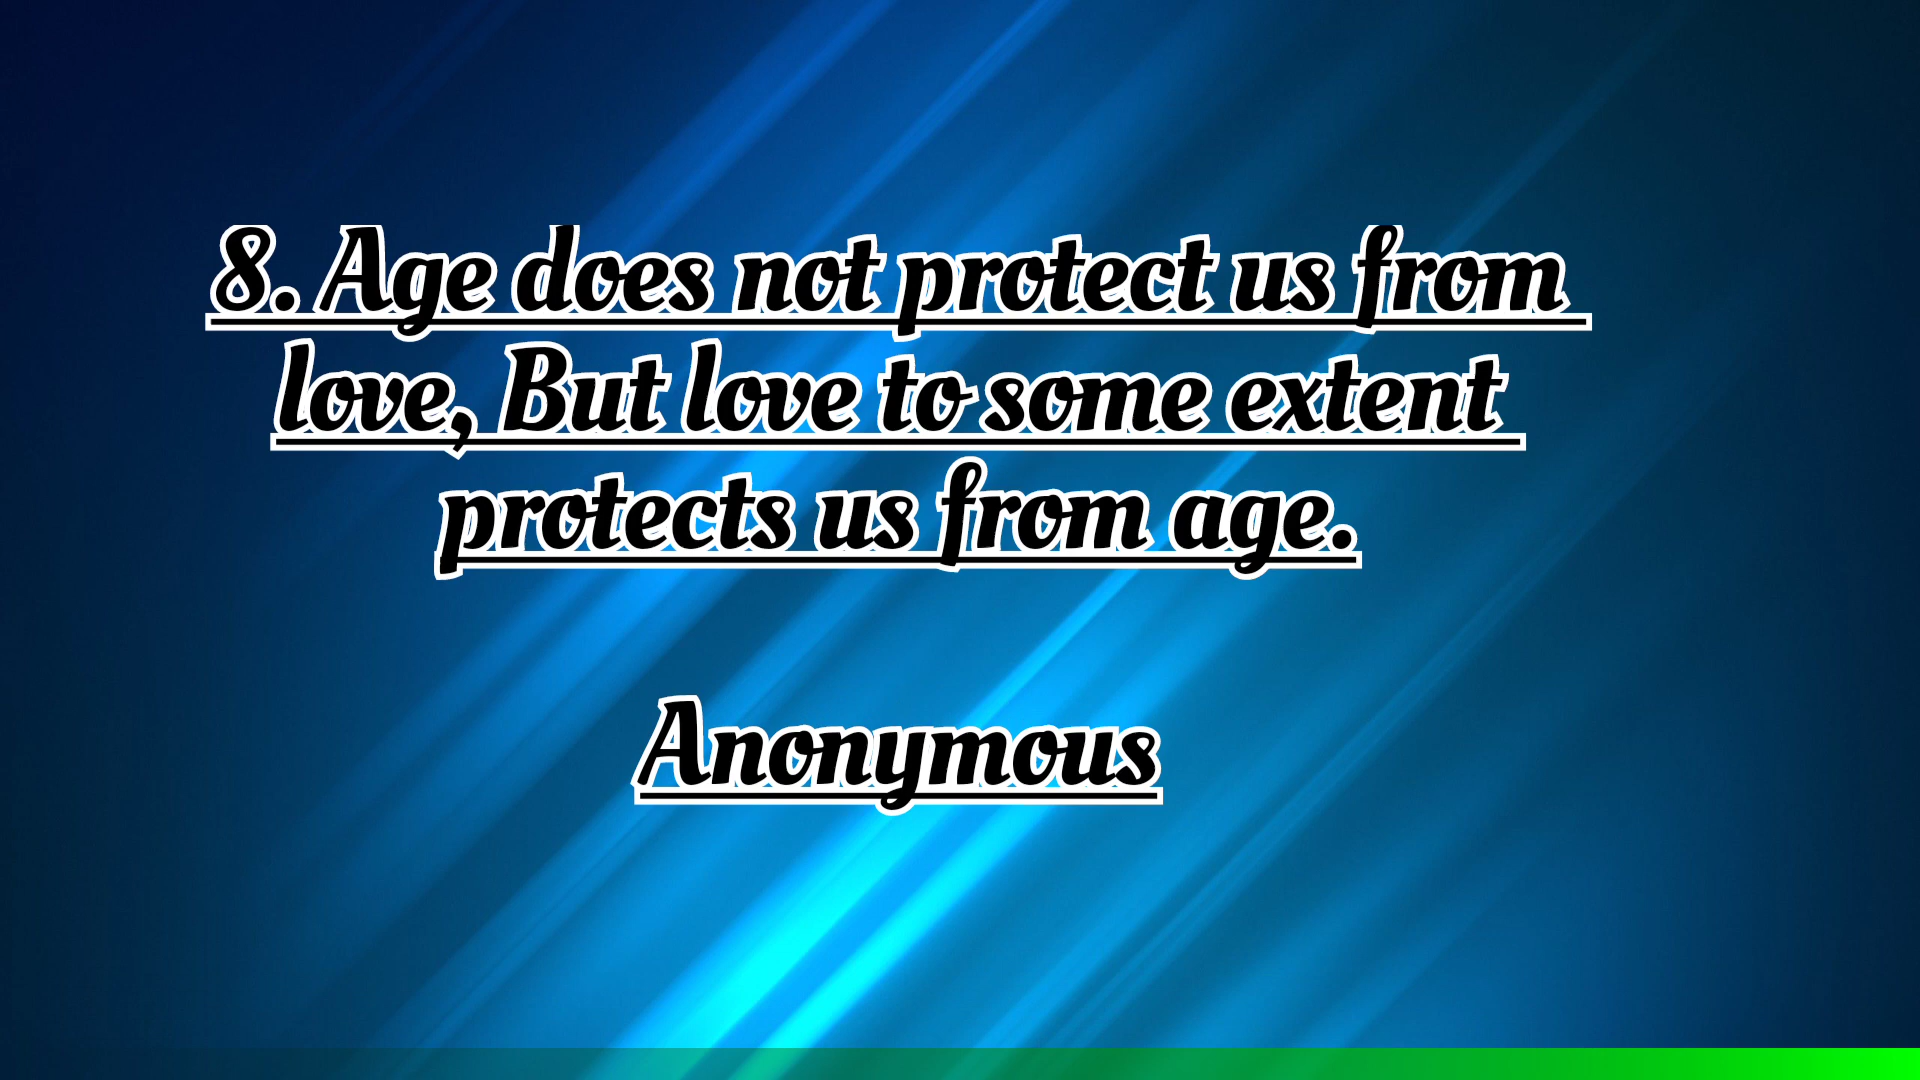 8. Age does not protect us from
love, But love to some extent
protects us from age.
Anonymous